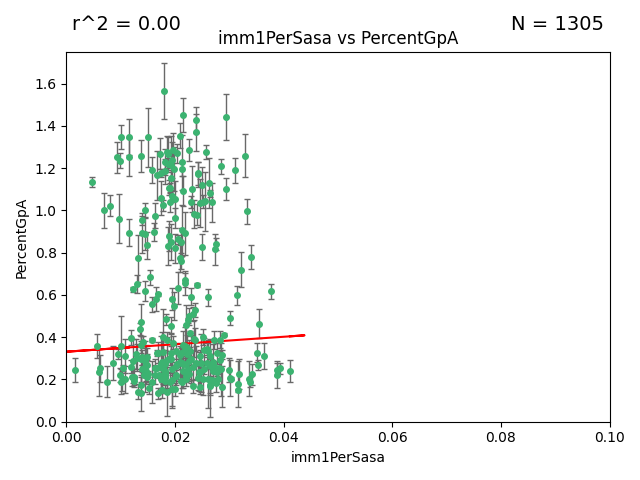 r^2 = 0.00
N = 1305
imm1PerSasa vs PercentGpA
PercentGpA
1.6
1.4
1.2
1.0
0.8
0.6
0.4
0.2
0.0
0.00 0.02 0.04 0.06 0.08 0.10
imm1PerSasa